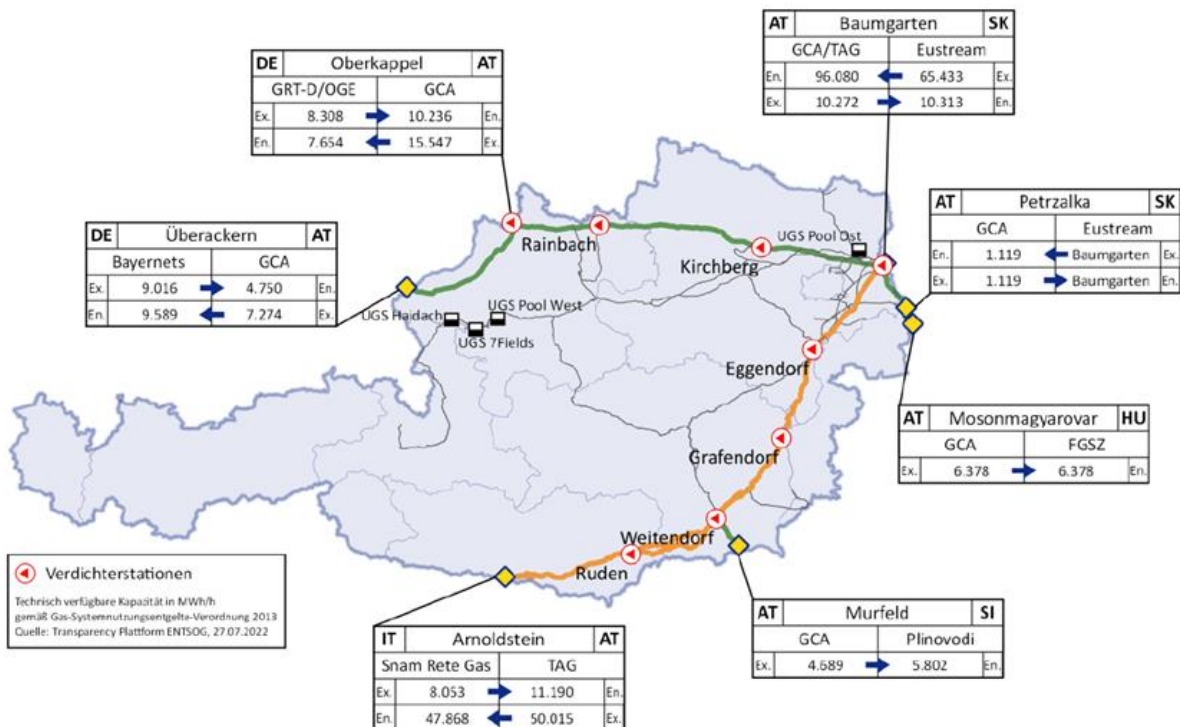 AT Baumgarten SK
GCA/TAG Eustream
En. 96.080 65.433 Ex.
Ex. 10.272 10.313 En.
DE Oberkappel AT
GRT-D/OGE GCA
Ex. 8.308 10.236 En.
En. 7.654 15.547 Ex.
AT Petrzalka SK
GCA Eustream
En. 1.119 Baumgarten Ex.
Ex. 1.119 Baumgarten En.
DE Überackern AT
Bayernets GCA
Ex. 9.016 4.750 En.
En. 9.589 7.274 Ex.
Rainbach
Kirchberg
UGS Pool Ost
UGS Pool West
UGS Haidach
UGS 7Fields
Eggendorf
Grafendorf
Weitendorf
Ruden
AT Mosonmagyarovar HU
GCA FGSZ
Ex. 6.378 6.378 En.
Verdichterstationen
Technisch verfügbare Kapazität in MWh/h
gemäß Gas-Systemnutzungsentgelte-Verordnung 2013
Quelle: Transparency Plattform ENTSOG, 27.07.2022
AT Murfeld SI
GCA Plinovodi
Ex. 4.689 5.802 En.
IT Arnoldstein AT
Snam Rete Gas TAG
Ex. 8.053 11.190 En.
En. 47.868 50.015 Ex.